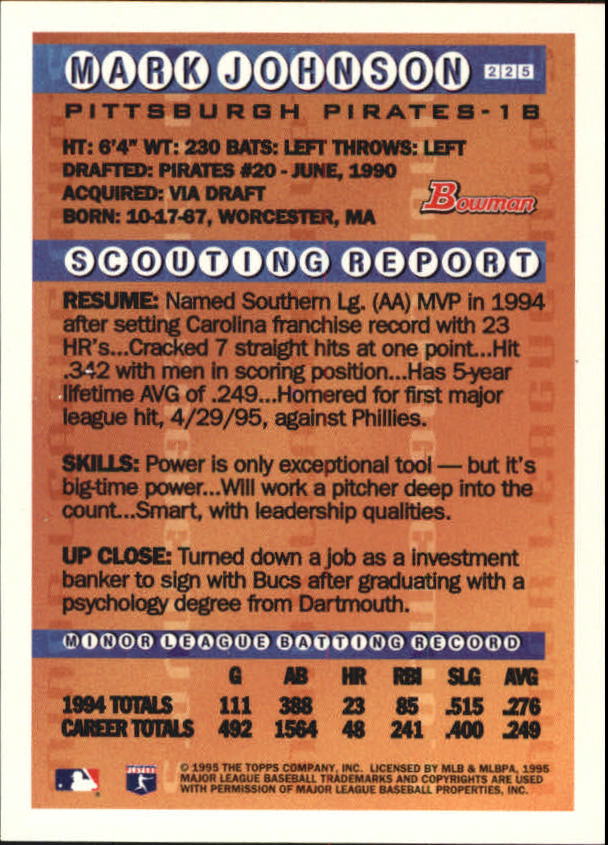 MARK JOHNSON 225
PITTSBURGH PIRATES-1B
HT: 6'4" WT: 230 BATS: LEFT THROWS: LEFT
DRAFTED: PIRATES #20 - JUNE, 1990
ACQUIRED: VIA DRAFT
BORN: 10-17-67, WORCESTER, MA
Bowman
SCOUTING REPORT
RESUME: Named Southern Lg. (AA) MVP in 1994
after setting Carolina franchise record with 23
HR's...Cracked 7 straight hits at one point...Hit
.342 with men in scoring position...Has 5-year
lifetime AVG of .249...Homered for first major
league hit, 4/29/95, against Phillies.
SKILLS: Power is only exceptional tool — but it's
big-time power...Will work a pitcher deep into the
count...Smart, with leadership qualities.
UP CLOSE: Turned down a job as a investment
banker to sign with Bucs after graduating with a
psychology degree from Dartmouth.
MINOR LEAGUE BATTING RECORD
G AB HR RBI SLG AVG
1994 TOTALS 111 388 23 85 .515 .276
CAREER TOTALS 492 1564 48 241 .400 .249
© 1995 THE TOPPS COMPANY, INC. LICENSED BY MLB & MLBPA, 1995
MAJOR LEAGUE BASEBALL TRADEMARKS AND COPYRIGHTS ARE USED
WITH PERMISSION OF MAJOR LEAGUE BASEBALL PROPERTIES, INC.